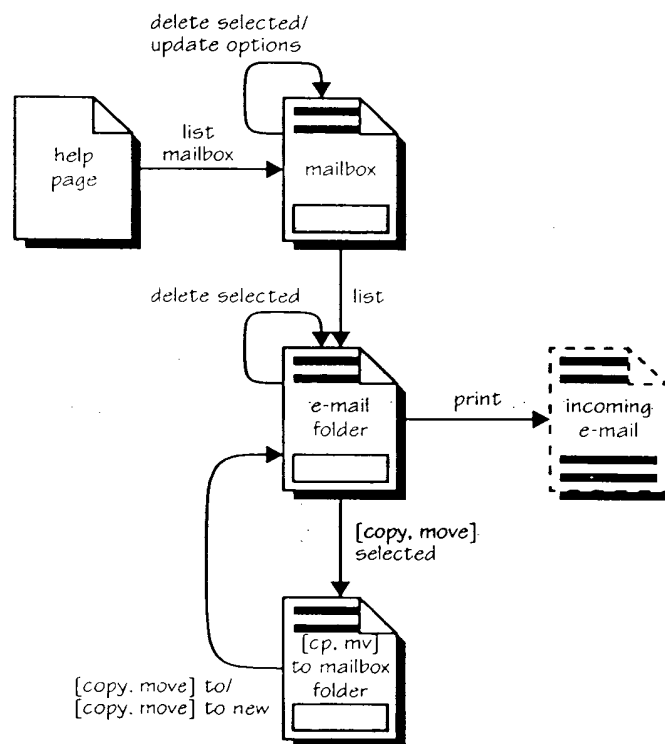 delete selected/
update options
help
page
list
mailbox
mailbox
delete selected
list
e-mail
folder
print
incoming
e-mail
[copy, move]
selected
[cp, mv]
to mailbox
folder
[copy, move] to/
[copy, move] to new